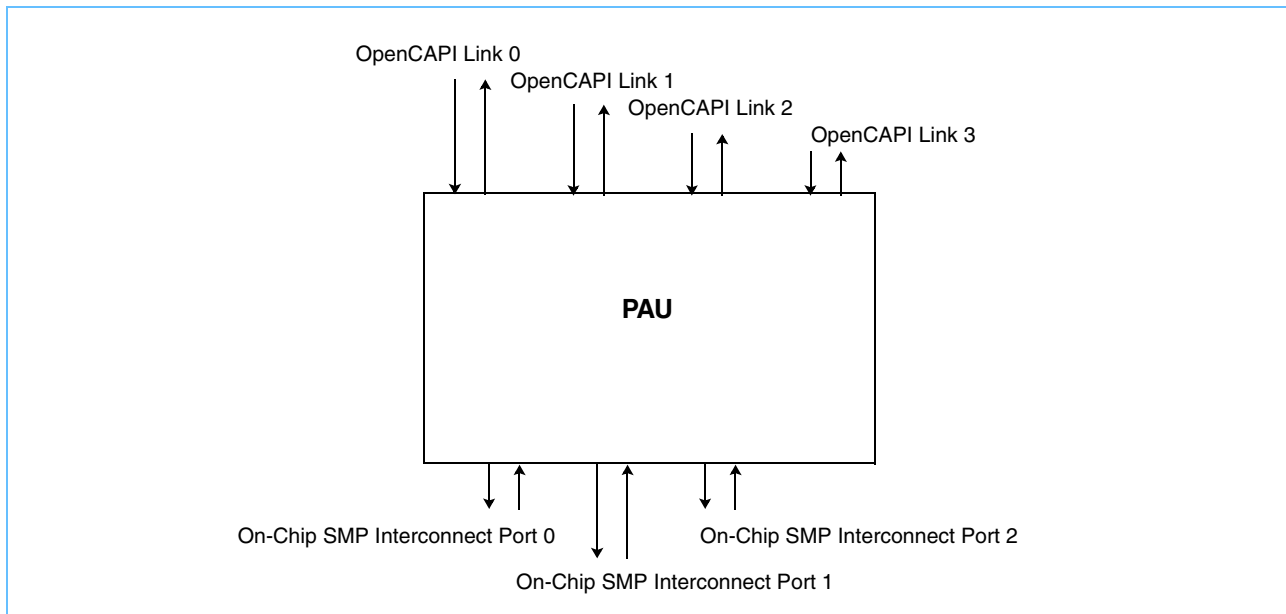 OpenCAPI Link 0
OpenCAPI Link 1
OpenCAPI Link 2
OpenCAPI Link 3
PAU
On-Chip SMP Interconnect Port 0
On-Chip SMP Interconnect Port 2
On-Chip SMP Interconnect Port 1